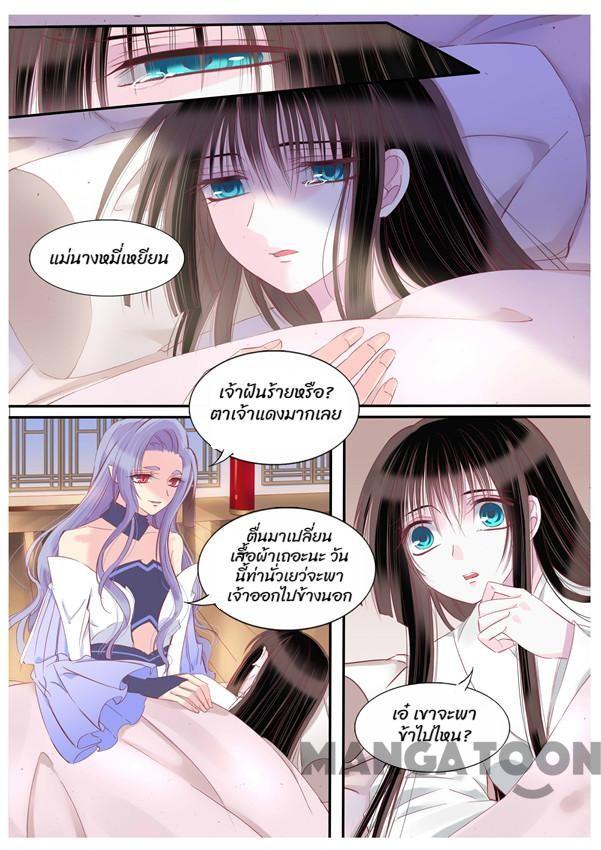 แม่นางหมี่เหยียน
เจ้าฝันร้ายหรือ?
ตาเจ้าแดงมากเลย
ตื่นมาเปลี่ยน
เสื้อผ้าเถอะนะ วัน
นี้ท่านั่วเยว่จะพา
เจ้าออกไปข้างนอก
เอ๋ เขาจะพา
ข้าไปไหน?
MANGATOON